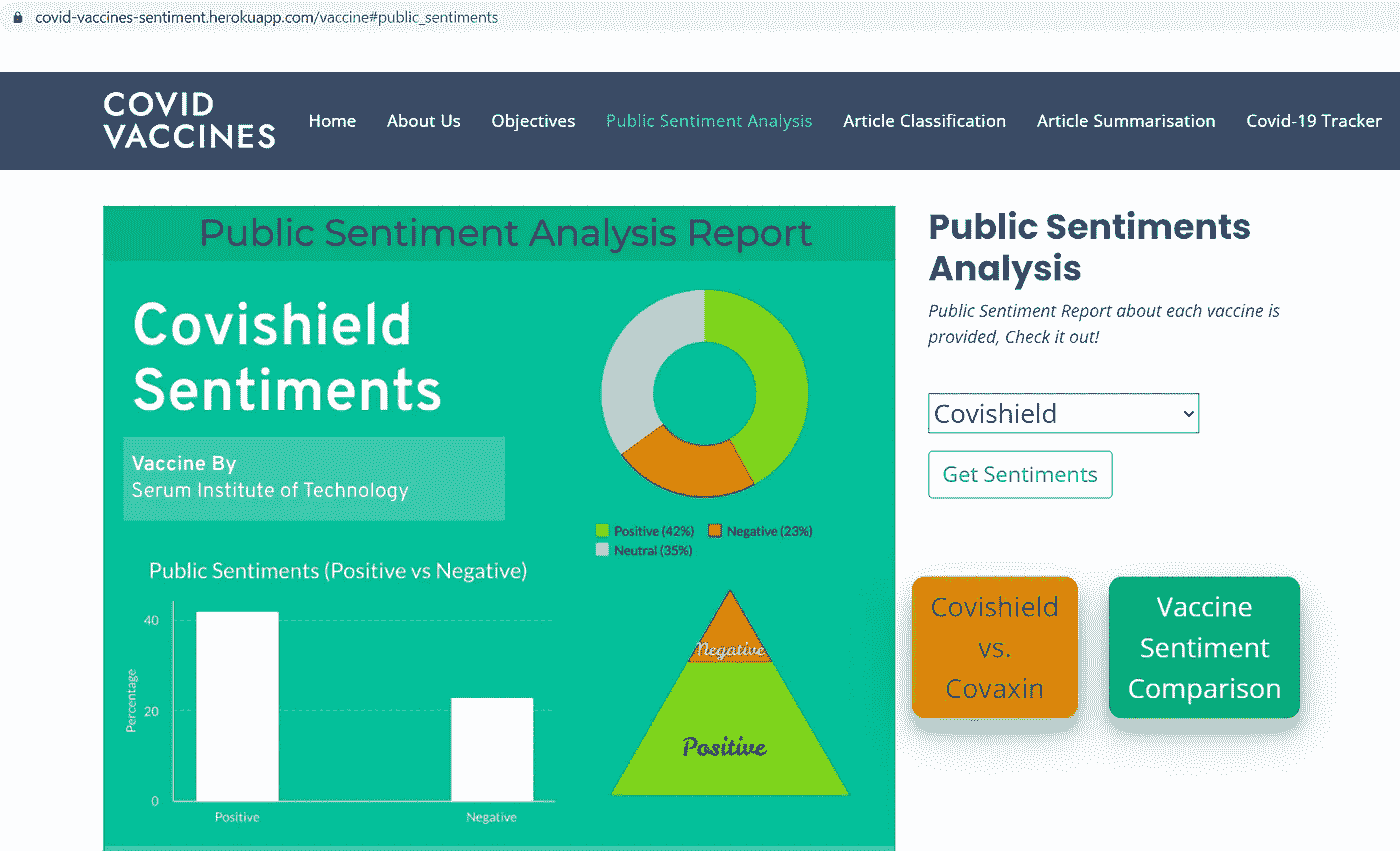 covid-vaccines-sentiment.herokuapp.com/vaccine#public_sentiments
COVID
VACCINES
Home
About Us
Objectives
Public Sentiment Analysis
Article Classification
Article Summarisation
Covid-19 Tracker
Public Sentiment Analysis Report
Covishield
Sentiments
Vaccine By
Serum Institute of Technology
Positive (42%)
Negative (23%)
Neutral (35%)
Public Sentiments (Positive vs Negative)
Percentage
40
20
0
Positive
Negative
Negative
Positive
Public Sentiments
Analysis
Public Sentiment Report about each vaccine is
provided, Check it out!
Covishield
Get Sentiments
Covishield
vs.
Covaxin
Vaccine
Sentiment
Comparison